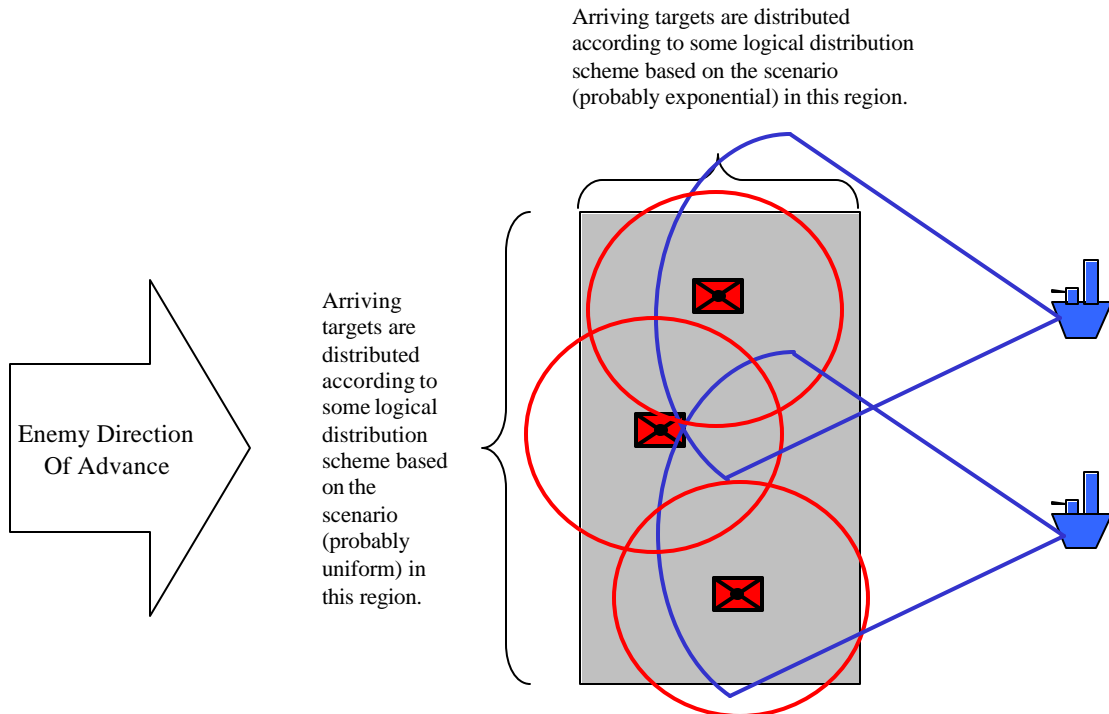 Arriving targets are distributed
according to some logical distribution
scheme based on the scenario
(probably exponential) in this region.
Arriving
targets are
distributed
according to
some logical
distribution
scheme based
on the
scenario
(probably
uniform) in
this region.
Enemy Direction
Of Advance